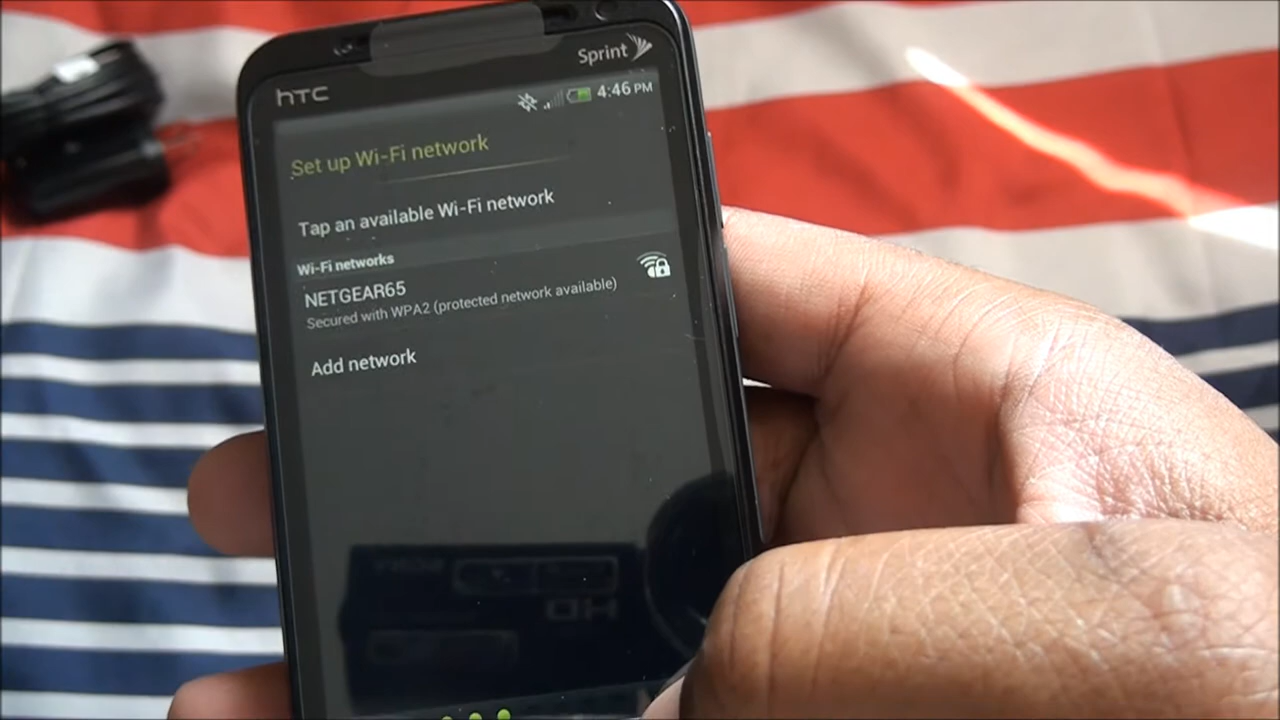 Sprint
hTC
4:46 PM
Set up Wi-Fi network
Tap an available Wi-Fi network
Wi-Fi networks
NETGEAR65
Secured with WPA2 (protected network available)
Add network
HD